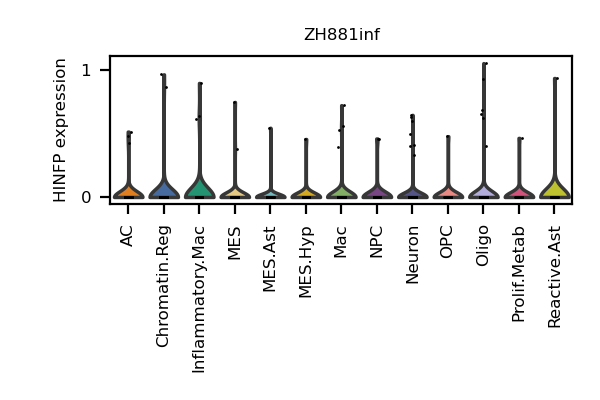 ZH881inf
HINFP expression
1
0
AC
Chromatin.Reg
Inflammatory.Mac
MES
MES.Ast
MES.Hyp
Mac
NPC
Neuron
OPC
Oligo
Prolif.Metab
Reactive.Ast